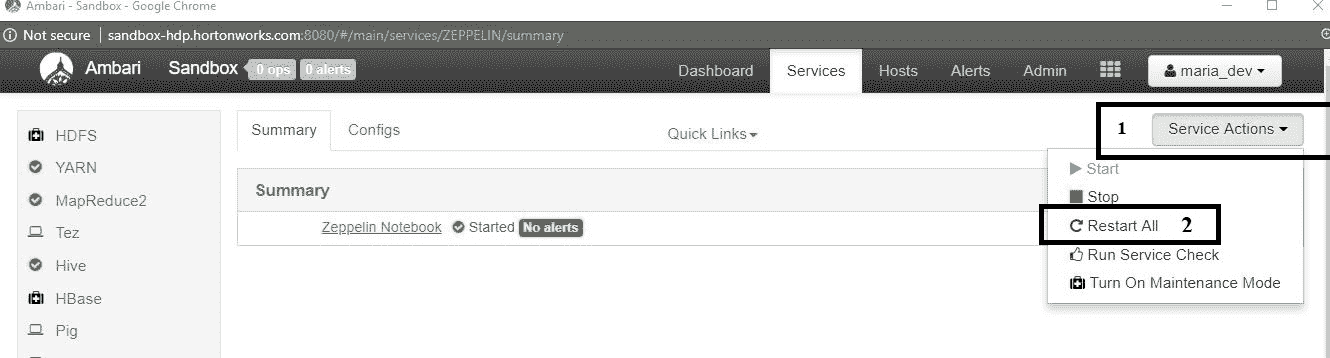 Ambari - Sandbox - Google Chrome
Not secure | sandbox-hdp.hortonworks.com:8080/#/main/services/ZEPPELIN/summary
Ambari Sandbox 0 ops 0 alerts Dashboard Services Hosts Alerts Admin maria_dev
HDFS
YARN
MapReduce2
Tez
Hive
HBase
Pig
Summary Configs Quick Links 1 Service Actions
Summary
Zeppelin Notebook Started No alerts
Start
Stop
Restart All 2
Run Service Check
Turn On Maintenance Mode